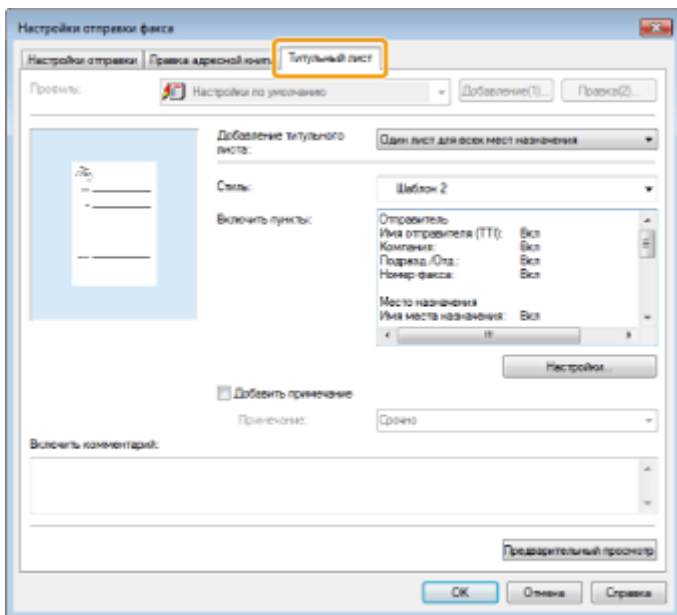 Настройки отправки факса
Настройки отправки Правка адресной книги Титульный лист
Профиль: Настройки по умолчанию Добавление(1)... Правка(2)...
Добавление титульного листа: Один лист для всех мест назначения
Стиль: Шаблон 2
Включить пункты:
Отправитель
Имя отправителя (TTI): Вкл
Компания: Вкл
Подразд./Отд.: Вкл
Номер факса: Вкл
Место назначения
Имя места назначения: Вкл
Настройки...
Добавить примечание
Примечание: Срочно
Включить комментарий:
Предварительный просмотр
OK Отмена Справка